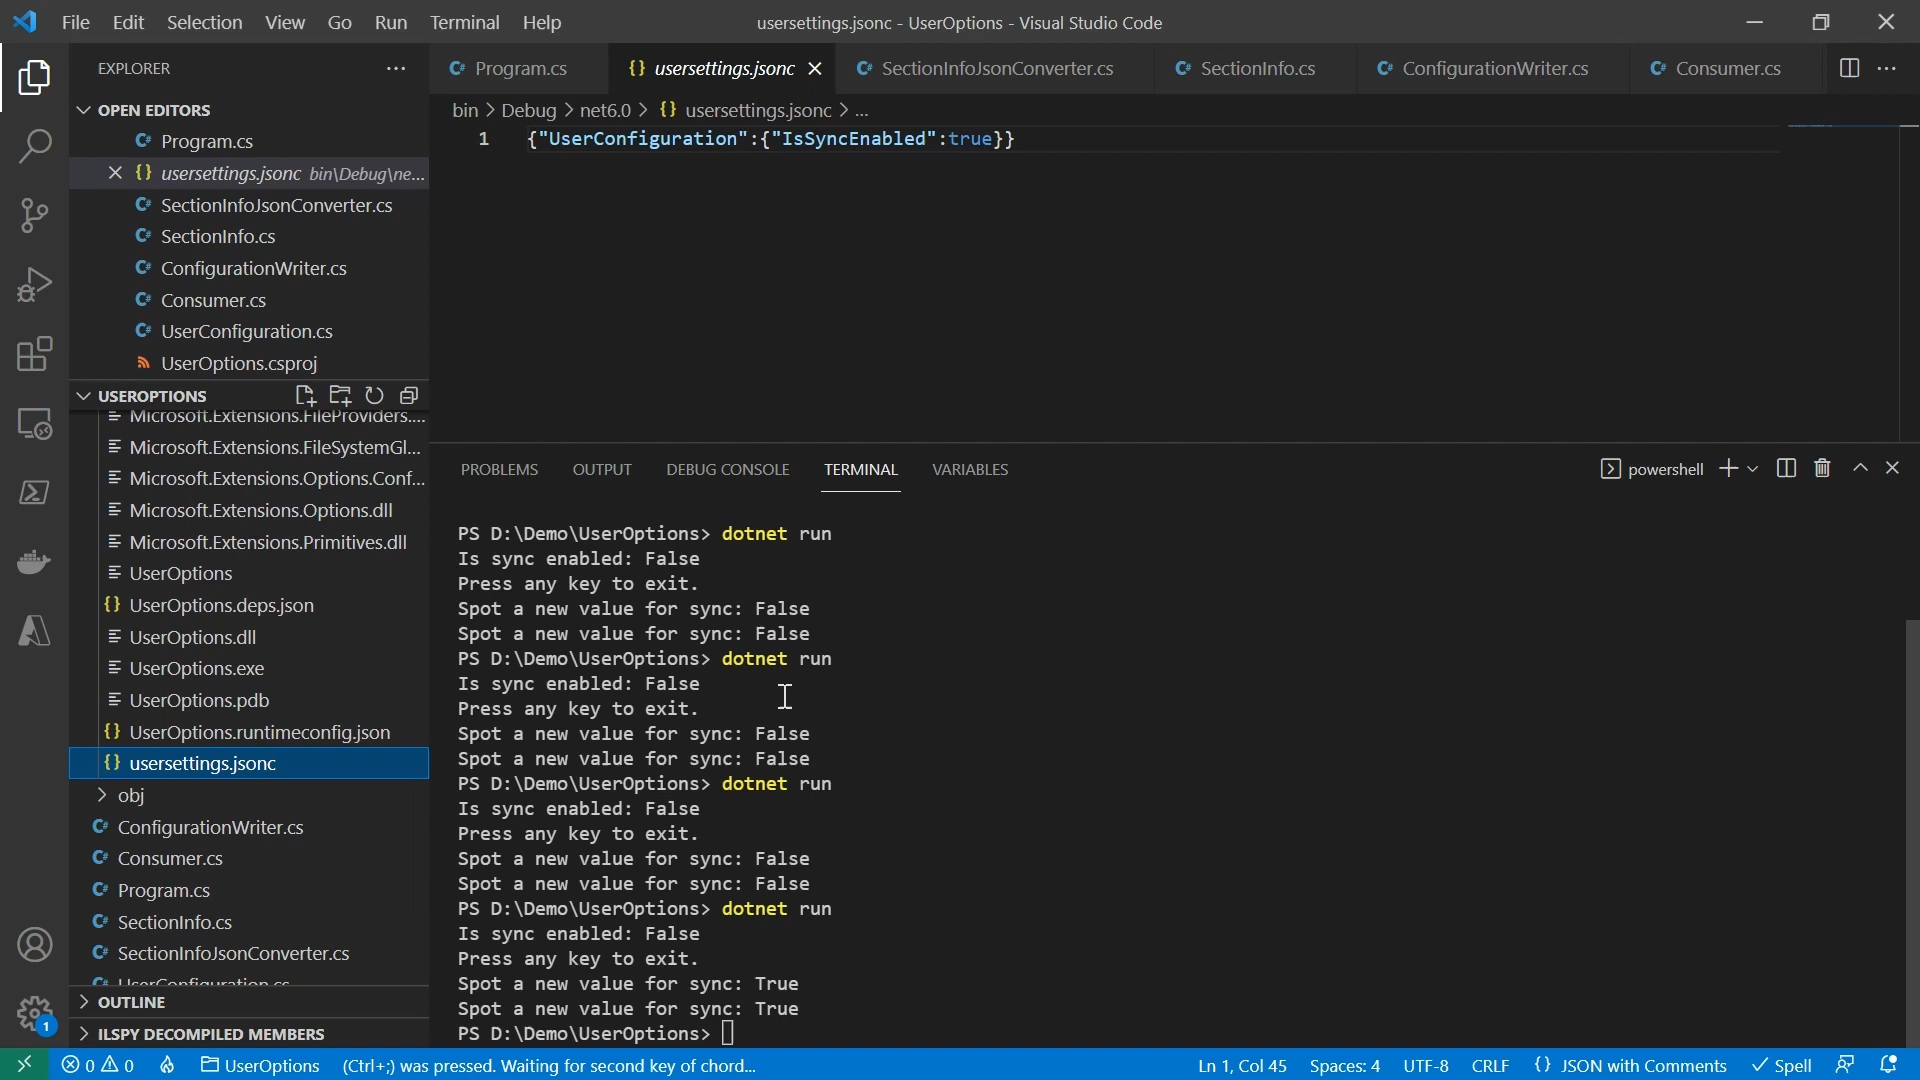 File Edit Selection View Go Run Terminal Help
usersettings.jsonc - UserOptions - Visual Studio Code
EXPLORER
Program.cs
usersettings.jsonc
SectionInfoJsonConverter.cs
SectionInfo.cs
ConfigurationWriter.cs
Consumer.cs
OPEN EDITORS
Program.cs
usersettings.jsonc bin\Debug\ne...
SectionInfoJsonConverter.cs
SectionInfo.cs
ConfigurationWriter.cs
Consumer.cs
UserConfiguration.cs
UserOptions.csproj
USEROPTIONS
Microsoft.Extensions.FileProviders....
Microsoft.Extensions.FileSystemGl...
Microsoft.Extensions.Options.Conf...
Microsoft.Extensions.Options.dll
Microsoft.Extensions.Primitives.dll
UserOptions
UserOptions.deps.json
UserOptions.dll
UserOptions.exe
UserOptions.pdb
UserOptions.runtimeconfig.json
usersettings.jsonc
obj
ConfigurationWriter.cs
Consumer.cs
Program.cs
SectionInfo.cs
SectionInfoJsonConverter.cs
UserConfiguration.cs
OUTLINE
ILSPY DECOMPILED MEMBERS
1
bin > Debug > net6.0 > {} usersettings.jsonc > ...
1 {"UserConfiguration":{"IsSyncEnabled":true}}
PROBLEMS OUTPUT DEBUG CONSOLE TERMINAL VARIABLES
powershell
PS D:\Demo\UserOptions> dotnet run
Is sync enabled: False
Press any key to exit.
Spot a new value for sync: False
Spot a new value for sync: False
PS D:\Demo\UserOptions> dotnet run
Is sync enabled: False
Press any key to exit.
Spot a new value for sync: False
Spot a new value for sync: False
PS D:\Demo\UserOptions> dotnet run
Is sync enabled: False
Press any key to exit.
Spot a new value for sync: False
Spot a new value for sync: False
PS D:\Demo\UserOptions> dotnet run
Is sync enabled: False
Press any key to exit.
Spot a new value for sync: True
Spot a new value for sync: True
PS D:\Demo\UserOptions>
0 0 UserOptions (Ctrl+;) was pressed. Waiting for second key of chord... Ln 1, Col 45 Spaces: 4 UTF-8 CRLF {} JSON with Comments Spell